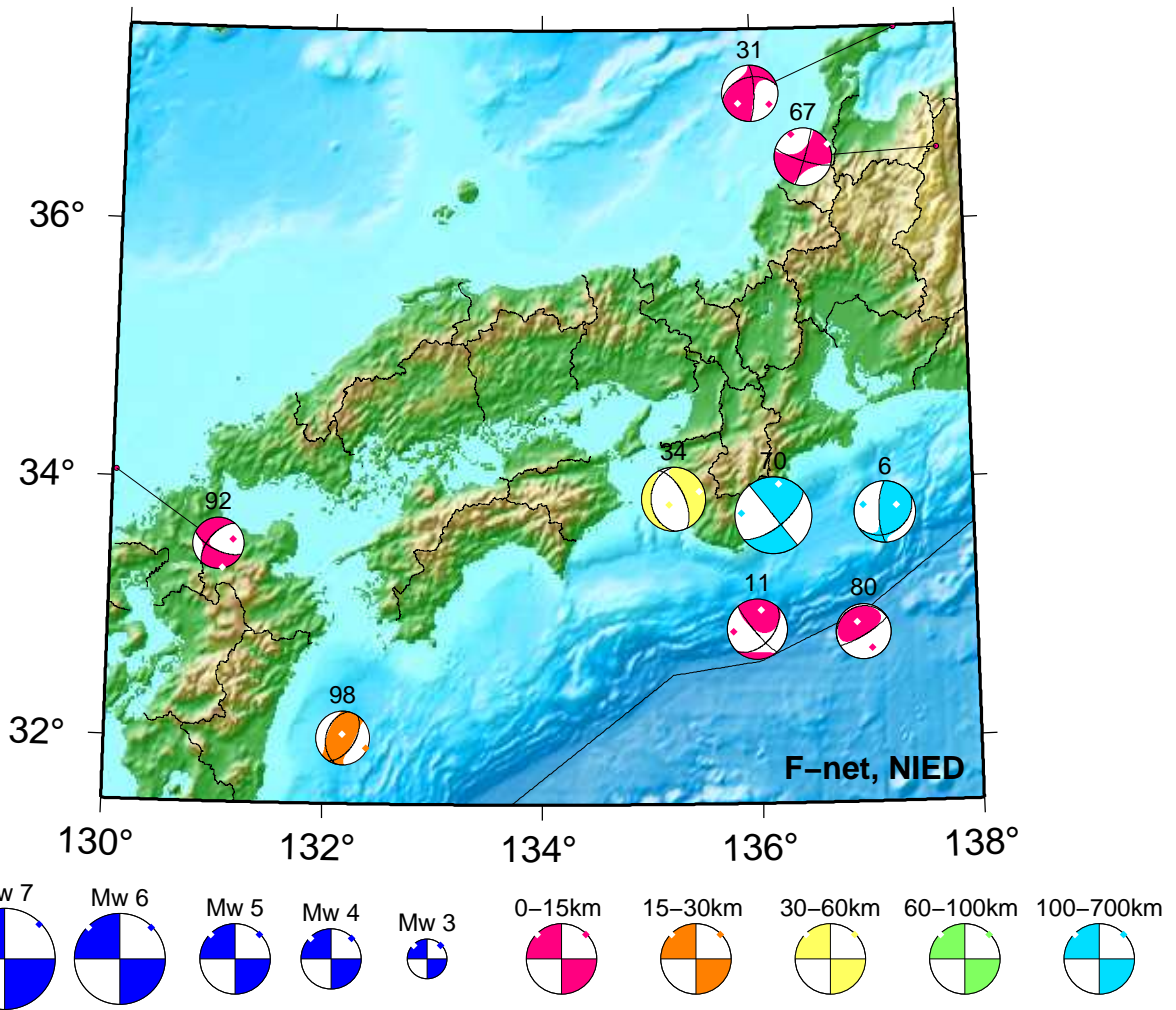 31
67
36°
34
70
6
34°
92
11
80
98
32°
F–net, NIED
130°
132°
134°
136°
138°
w 7
Mw 6
Mw 5
Mw 4
Mw 3
0–15km
15–30km
30–60km
60–100km
100–700km